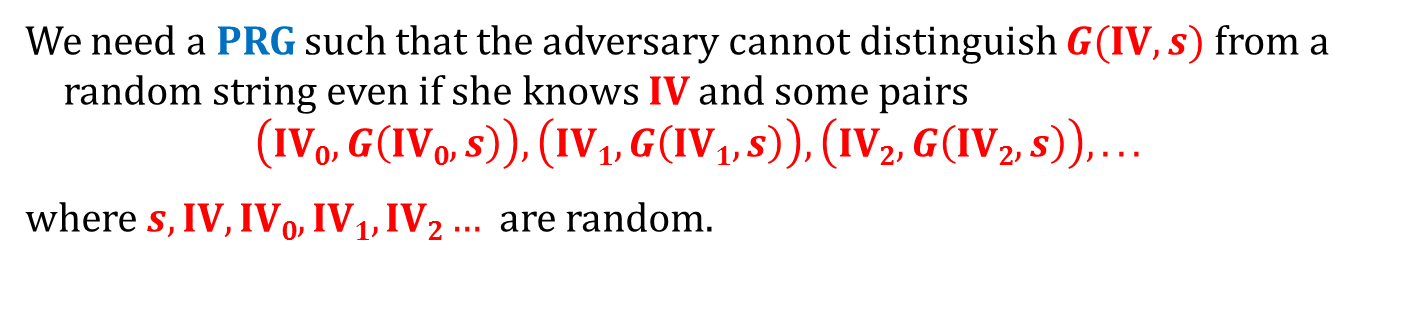 We need a PRG such that the adversary cannot distinguish G(IV, s) from a
random string even if she knows IV and some pairs
(IV₀, G(IV₀, s)), (IV₁, G(IV₁, s)), (IV₂, G(IV₂, s)), ...
where s, IV, IV₀, IV₁, IV₂ ... are random.